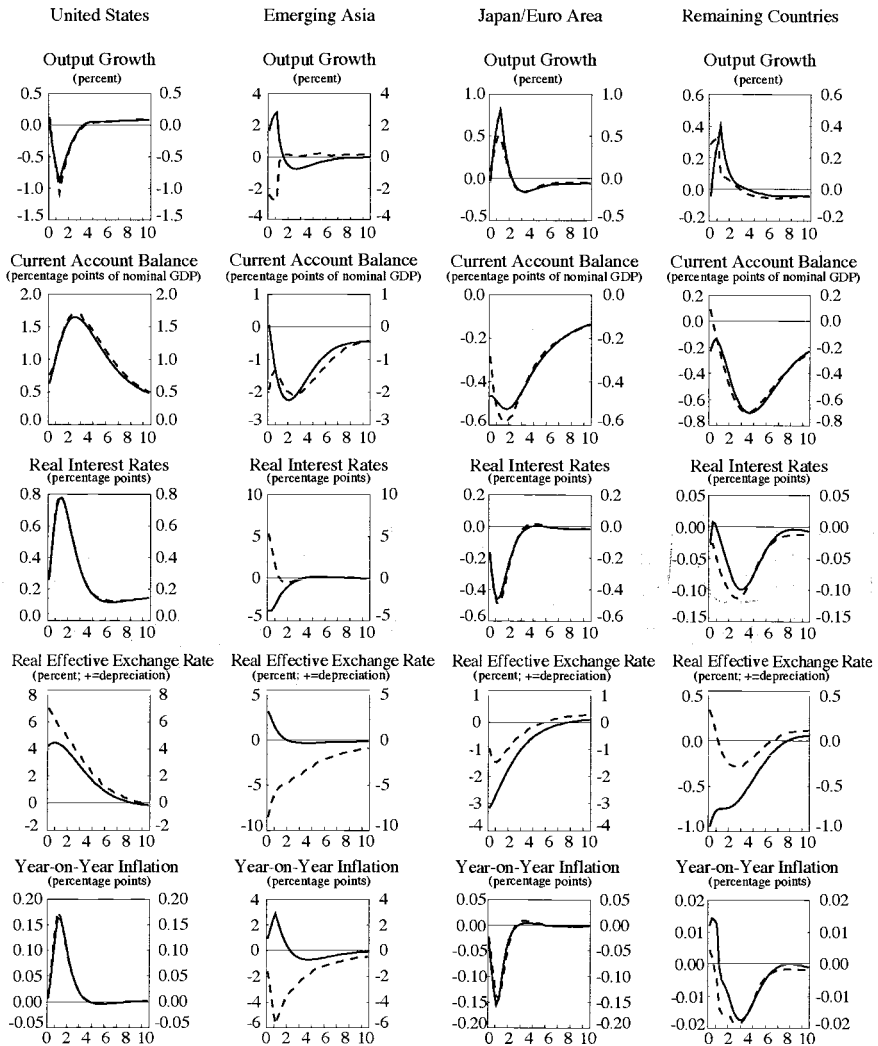 United States
Emerging Asia
Japan/Euro Area
Remaining Countries
Output Growth
(percent)
0.5 0.5
0.0 0.0
-0.5 -0.5
-1.0 -1.0
-1.5 -1.5
0 2 4 6 8 10
Output Growth
(percent)
4 4
2 2
0 0
-2 -2
-4 -4
0 2 4 6 8 10
Output Growth
(percent)
1.0 1.0
0.5 0.5
0.0 0.0
-0.5 -0.5
0 2 4 6 8 10
Output Growth
(percent)
0.6 0.6
0.4 0.4
0.2 0.2
0.0 0.0
-0.2 -0.2
0 2 4 6 8 10
Current Account Balance
(percentage points of nominal GDP)
2.0 2.0
1.5 1.5
1.0 1.0
0.5 0.5
0.0 0.0
0 2 4 6 8 10
Current Account Balance
(percentage points of nominal GDP)
1 1
0 0
-1 -1
-2 -2
-3 -3
0 2 4 6 8 10
Current Account Balance
(percentage points of nominal GDP)
0.0 0.0
-0.2 -0.2
-0.4 -0.4
-0.6 -0.6
0 2 4 6 8 10
Current Account Balance
(percentage points of nominal GDP)
0.2 0.2
0.0 0.0
-0.2 -0.2
-0.4 -0.4
-0.6 -0.6
-0.8 -0.8
0 2 4 6 8 10
Real Interest Rates
(percentage points)
0.8 0.8
0.6 0.6
0.4 0.4
0.2 0.2
0.0 0.0
0 2 4 6 8 10
Real Interest Rates
(percentage points)
10 10
5 5
0 0
-5 -5
0 2 4 6 8 10
Real Interest Rates
(percentage points)
0.2 0.2
0.0 0.0
-0.2 -0.2
-0.4 -0.4
-0.6 -0.6
0 2 4 6 8 10
Real Interest Rates
(percentage points)
0.05 0.05
0.00 0.00
-0.05 -0.05
-0.10 -0.10
-0.15 -0.15
0 2 4 6 8 10
Real Effective Exchange Rate
(percent; +=depreciation)
8 8
6 6
4 4
2 2
0 0
-2 -2
0 2 4 6 8 10
Real Effective Exchange Rate
(percent; +=depreciation)
5 5
0 0
-5 -5
-10 -10
0 2 4 6 8 10
Real Effective Exchange Rate
(percent; +=depreciation)
1 1
0 0
-1 -1
-2 -2
-3 -3
-4 -4
0 2 4 6 8 10
Real Effective Exchange Rate
(percent; +=depreciation)
0.5 0.5
0.0 0.0
-0.5 -0.5
-1.0 -1.0
0 2 4 6 8 10
Year-on-Year Inflation
(percentage points)
0.20 0.20
0.15 0.15
0.10 0.10
0.05 0.05
0.00 0.00
-0.05 -0.05
0 2 4 6 8 10
Year-on-Year Inflation
(percentage points)
4 4
2 2
0 0
-2 -2
-4 -4
-6 -6
0 2 4 6 8 10
Year-on-Year Inflation
(percentage points)
0.05 0.05
0.00 0.00
-0.05 -0.05
-0.10 -0.10
-0.15 -0.15
-0.20 -0.20
0 2 4 6 8 10
Year-on-Year Inflation
(percentage points)
0.02 0.02
0.01 0.01
0.00 0.00
-0.01 -0.01
-0.02 -0.02
0 2 4 6 8 10